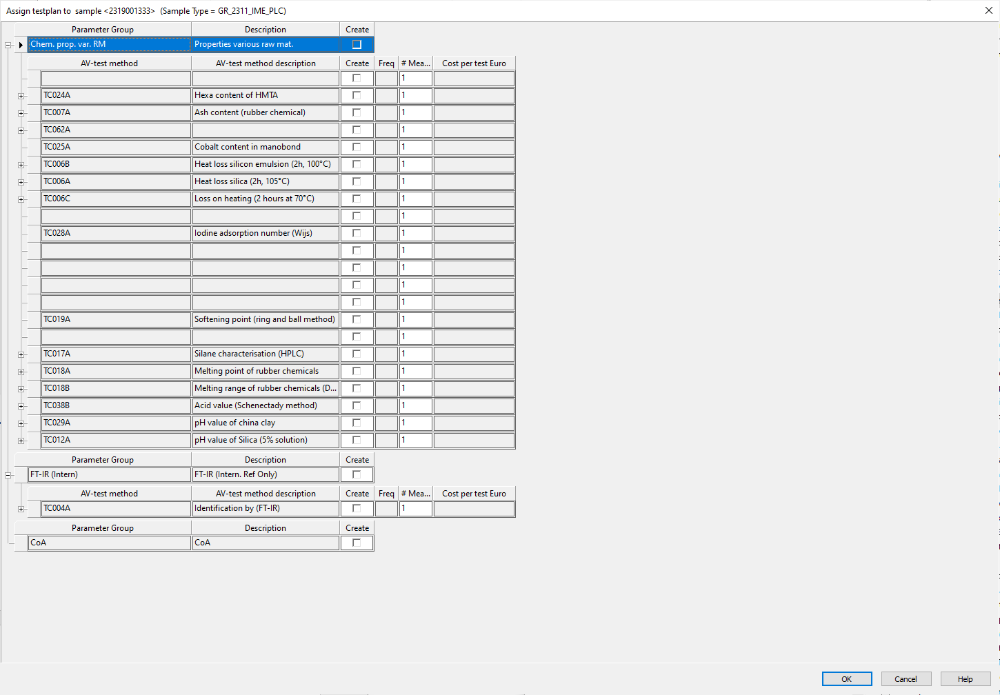 Assign testplan to  sample <2319001333>  (Sample Type = GR_2311_IME_PLC)
Parameter Group Description Create
Chem. prop. var. RM Properties various raw mat.
AV-test method AV-test method description Create Freq # Mea... Cost per test Euro
1
TC024A Hexa content of HMTA 1
TC007A Ash content (rubber chemical) 1
TC062A 1
TC025A Cobalt content in manobond 1
TC006B Heat loss silicon emulsion (2h, 100°C) 1
TC006A Heat loss silica (2h, 105°C) 1
TC006C Loss on heating (2 hours at 70°C) 1
1
TC028A Iodine adsorption number (Wijs) 1
1
1
1
1
TC019A Softening point (ring and ball method) 1
1
TC017A Silane characterisation (HPLC) 1
TC018A Melting point of rubber chemicals 1
TC018B Melting range of rubber chemicals (D... 1
TC038B Acid value (Schenectady method) 1
TC029A pH value of china clay 1
TC012A pH value of Silica (5% solution) 1
Parameter Group Description Create
FT-IR (Intern) FT-IR (Intern. Ref Only)
AV-test method AV-test method description Create Freq # Mea... Cost per test Euro
TC004A Identification by (FT-IR) 1
Parameter Group Description Create
CoA CoA
OK Cancel Help